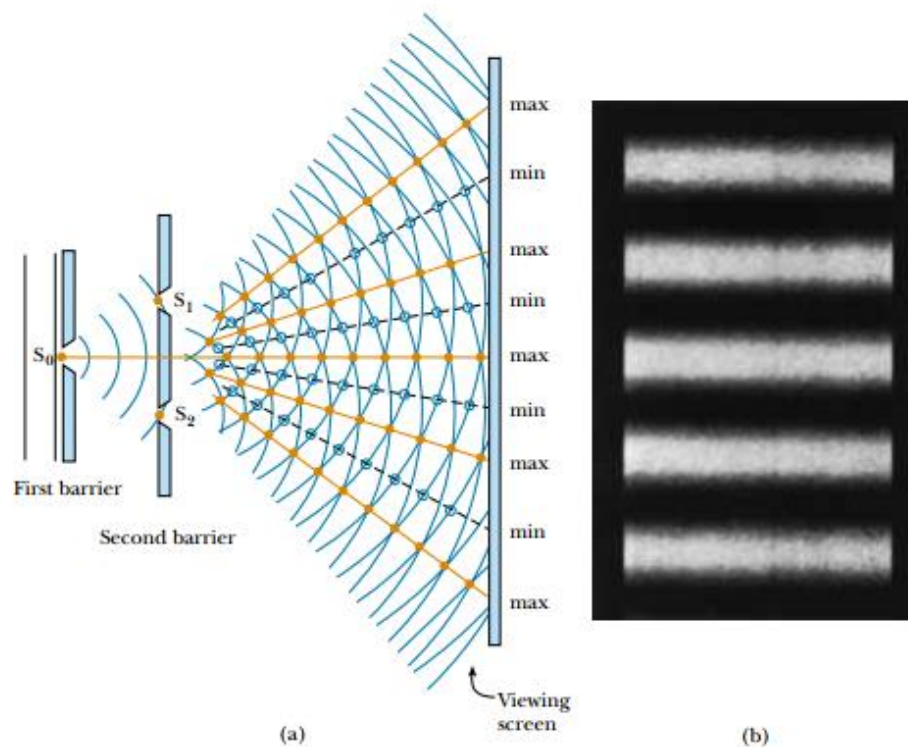 max
min
max
S1
min
S0
max
min
S2
max
First barrier
min
Second barrier
max
Viewing
screen
(a)
(b)